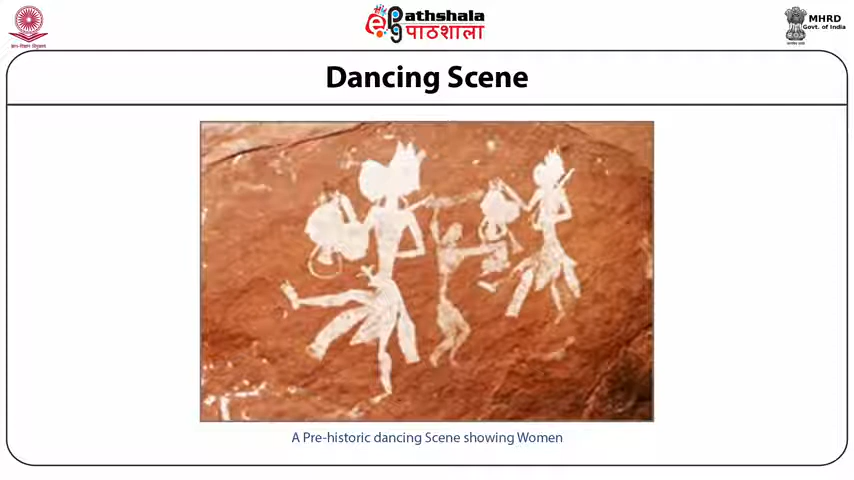 ePathshala
पाठशाला
MHRD
Govt. of India
Dancing Scene
A Pre-historic dancing Scene showing Women